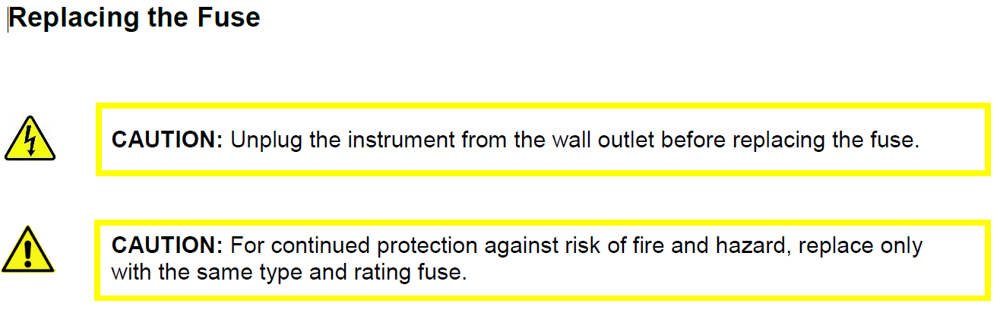 Replacing the Fuse
CAUTION: Unplug the instrument from the wall outlet before replacing the fuse.
CAUTION: For continued protection against risk of fire and hazard, replace only
with the same type and rating fuse.